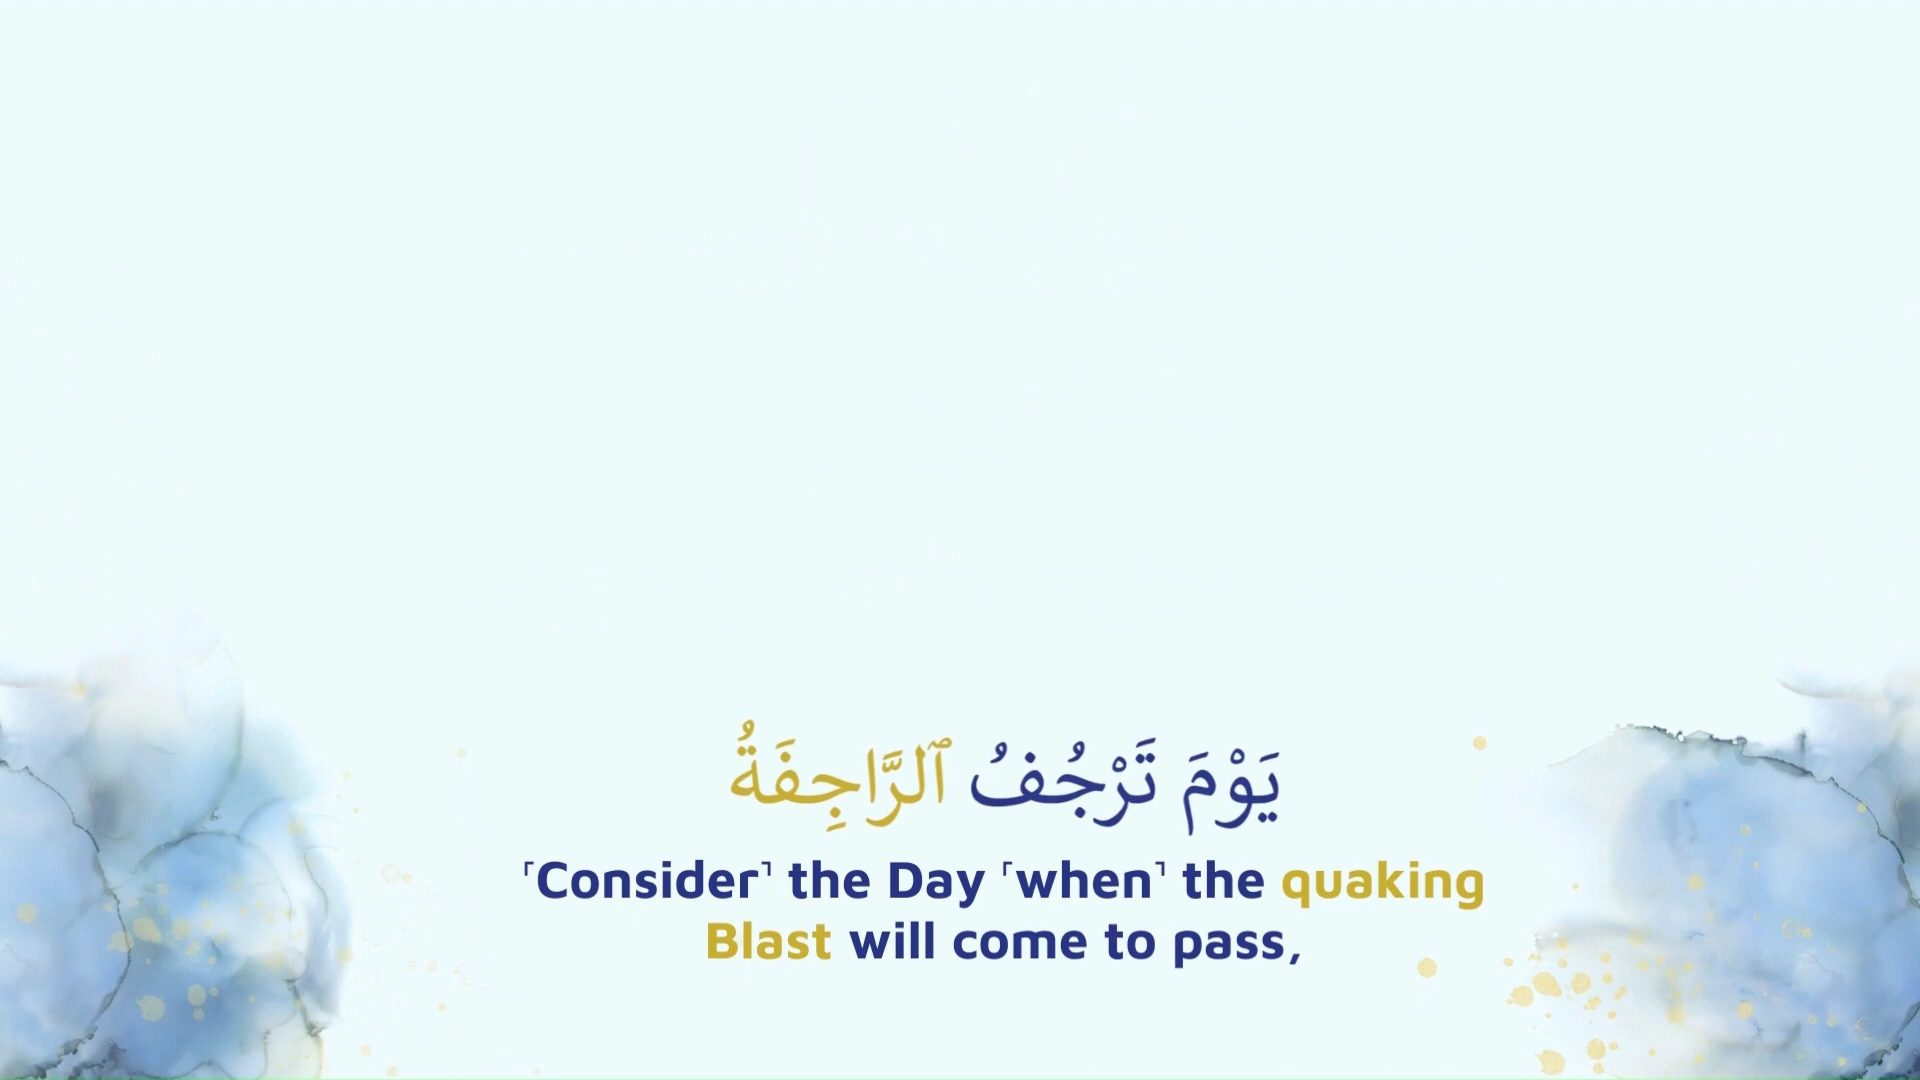 يَوْمَ تَرْجُفُ ٱلرَّاجِفَةُ
⸢Consider⸣ the Day ⸢when⸣ the quaking
Blast will come to pass,